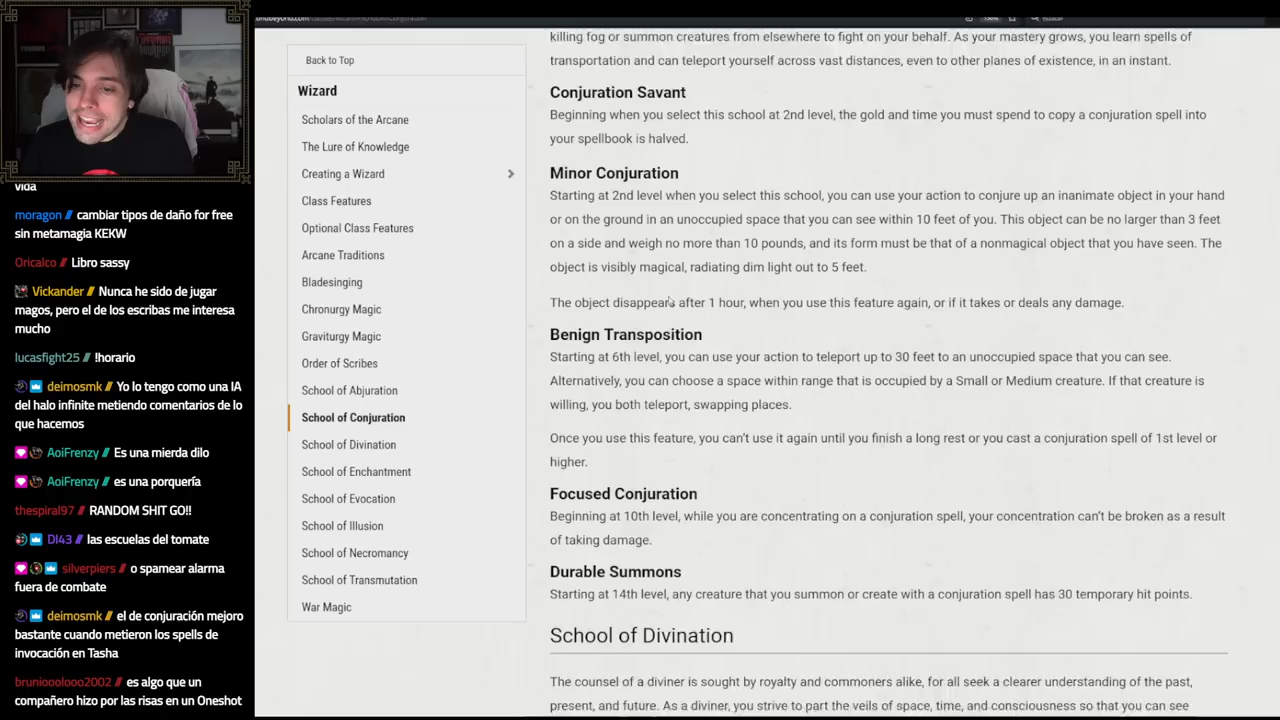 vida
moragon // cambiar tipos de daño for free
sin metamagia KEKW
Oricalco // Libro sassy
Vickander // Nunca he sido de jugar
magos, pero el de los escribas me interesa
mucho
lucasfight25 // !horario
deimosmk // Yo lo tengo como una IA
del halo infinite metiendo comentarios de lo
que hacemos
AoiFrenzy // Es una mierda dilo
AoiFrenzy // es una porquería
thespiral97 // RANDOM SHIT GO!!
Dl43 // las escuelas del tomate
silverpiers // o spamear alarma
fuera de combate
deimosmk // el de conjuración mejoro
bastante cuando metieron los spells de
invocación en Tasha
bruniooolooo2002 // es algo que un
compañero hizo por las risas en un Oneshot
Back to Top
Wizard
Scholars of the Arcane
The Lure of Knowledge
Creating a Wizard
Class Features
Optional Class Features
Arcane Traditions
Bladesinging
Chronurgy Magic
Graviturgy Magic
Order of Scribes
School of Abjuration
School of Conjuration
School of Divination
School of Enchantment
School of Evocation
School of Illusion
School of Necromancy
School of Transmutation
War Magic
killing fog or summon creatures from elsewhere to fight on your behalf. As your mastery grows, you learn spells of
transportation and can teleport yourself across vast distances, even to other planes of existence, in an instant.
Conjuration Savant
Beginning when you select this school at 2nd level, the gold and time you must spend to copy a conjuration spell into
your spellbook is halved.
Minor Conjuration
Starting at 2nd level when you select this school, you can use your action to conjure up an inanimate object in your hand
or on the ground in an unoccupied space that you can see within 10 feet of you. This object can be no larger than 3 feet
on a side and weigh no more than 10 pounds, and its form must be that of a nonmagical object that you have seen. The
object is visibly magical, radiating dim light out to 5 feet.
The object disappears after 1 hour, when you use this feature again, or if it takes or deals any damage.
Benign Transposition
Starting at 6th level, you can use your action to teleport up to 30 feet to an unoccupied space that you can see.
Alternatively, you can choose a space within range that is occupied by a Small or Medium creature. If that creature is
willing, you both teleport, swapping places.
Once you use this feature, you can't use it again until you finish a long rest or you cast a conjuration spell of 1st level or
higher.
Focused Conjuration
Beginning at 10th level, while you are concentrating on a conjuration spell, your concentration can't be broken as a result
of taking damage.
Durable Summons
Starting at 14th level, any creature that you summon or create with a conjuration spell has 30 temporary hit points.
School of Divination
The counsel of a diviner is sought by royalty and commoners alike, for all seek a clearer understanding of the past,
present, and future. As a diviner, you strive to part the veils of space, time, and consciousness so that you can see